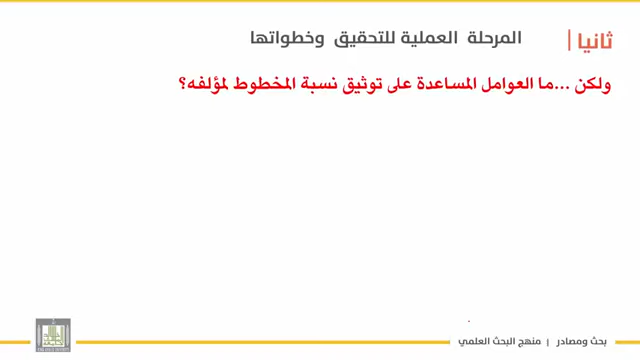 ثانيا | المرحلة العملية للتحقيق وخطواتها
ولكن ...ما العوامل المساعدة على توثيق نسبة المخطوط لمؤلفه؟
بحث ومصادر | منهج البحث العلمي